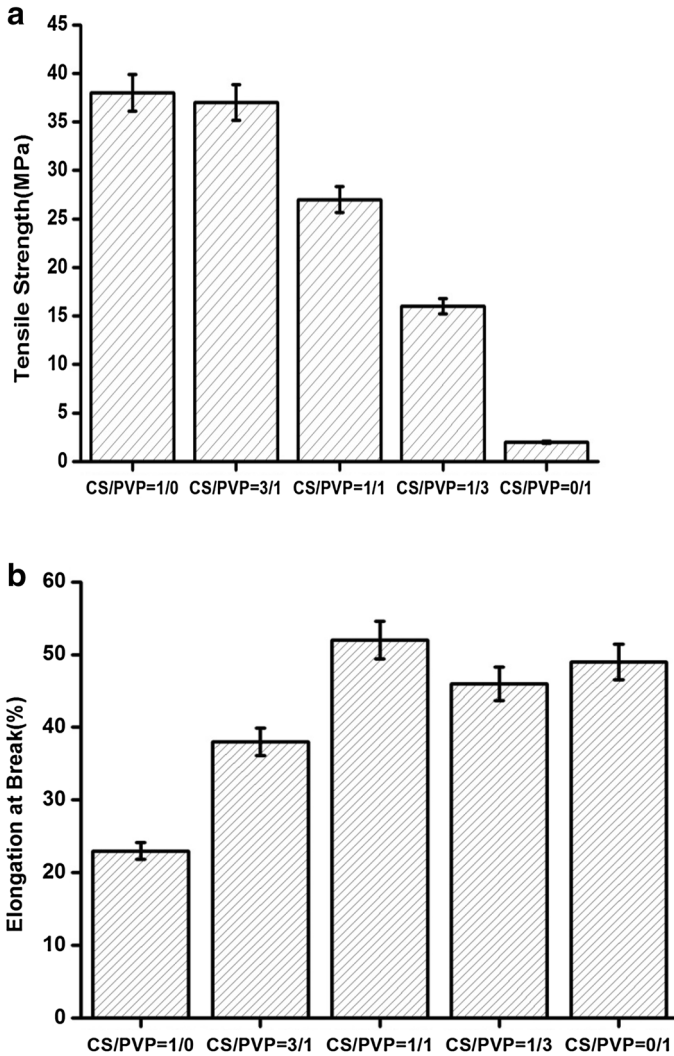 a
Tensile Strength(MPa)
45
40
35
30
25
20
15
10
5
0
CS/PVP=1/0 CS/PVP=3/1 CS/PVP=1/1 CS/PVP=1/3 CS/PVP=0/1
b
Elongation at Break(%)
60
50
40
30
20
10
0
CS/PVP=1/0 CS/PVP=3/1 CS/PVP=1/1 CS/PVP=1/3 CS/PVP=0/1